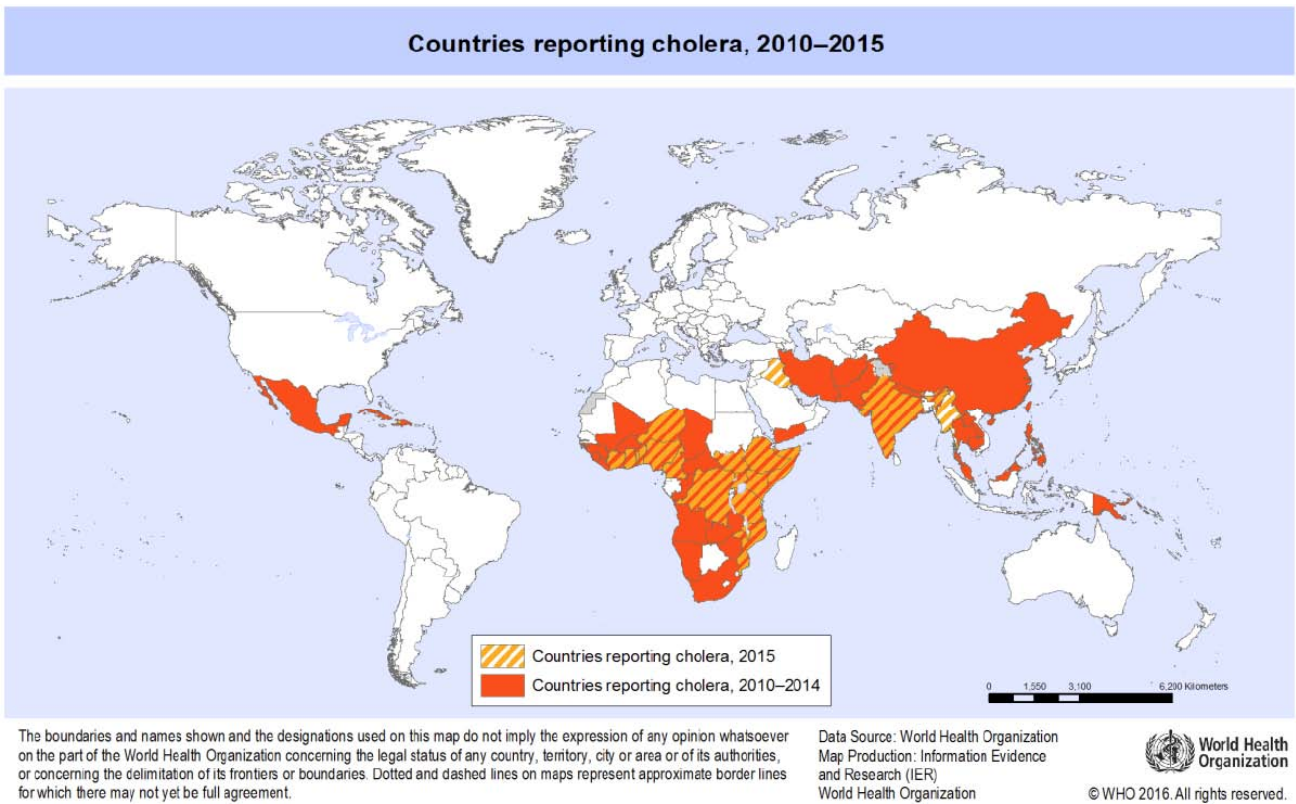 Countries reporting cholera, 2010–2015
Countries reporting cholera, 2015
Countries reporting cholera, 2010–2014
0 1,550 3,100 6,200 Kilometers
The boundaries and names shown and the designations used on this map do not imply the expression of any opinion whatsoever
on the part of the World Health Organization concerning the legal status of any country, territory, city or area or of its authorities,
or concerning the delimitation of its frontiers or boundaries. Dotted and dashed lines on maps represent approximate border lines
for which there may not yet be full agreement.
Data Source: World Health Organization
Map Production: Information Evidence
and Research (IER)
World Health Organization
World Health
Organization
© WHO 2016. All rights reserved.